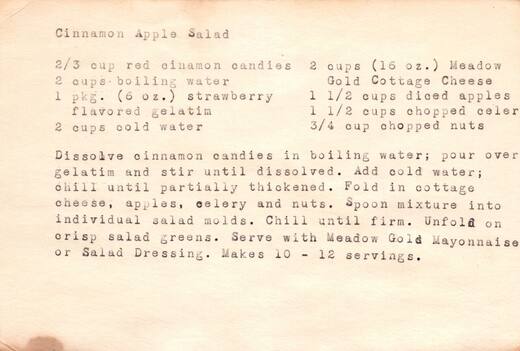 Cinnamon Apple Salad
2/3 cup red cinamon candies
2 cups boiling water
1 pkg. (6 oz.) strawberry
flavored gelatim
2 cups cold water
2 cups (16 oz.) Meadow
Gold Cottage Cheese
1 1/2 cups diced apples
1 1/2 cups chopped celer
3/4 cup chopped nuts
Dissolve cinnamon candies in boiling water; pour over
gelatim and stir until dissolved. Add cold water;
chill until partially thickened. Fold in cottage
cheese, apples, celery and nuts. Spoon mixture into
individual salad molds. Chill until firm. Unfold on
crisp salad greens. Serve with Meadow Gold Mayonnaise
or Salad Dressing. Makes 10 - 12 servings.